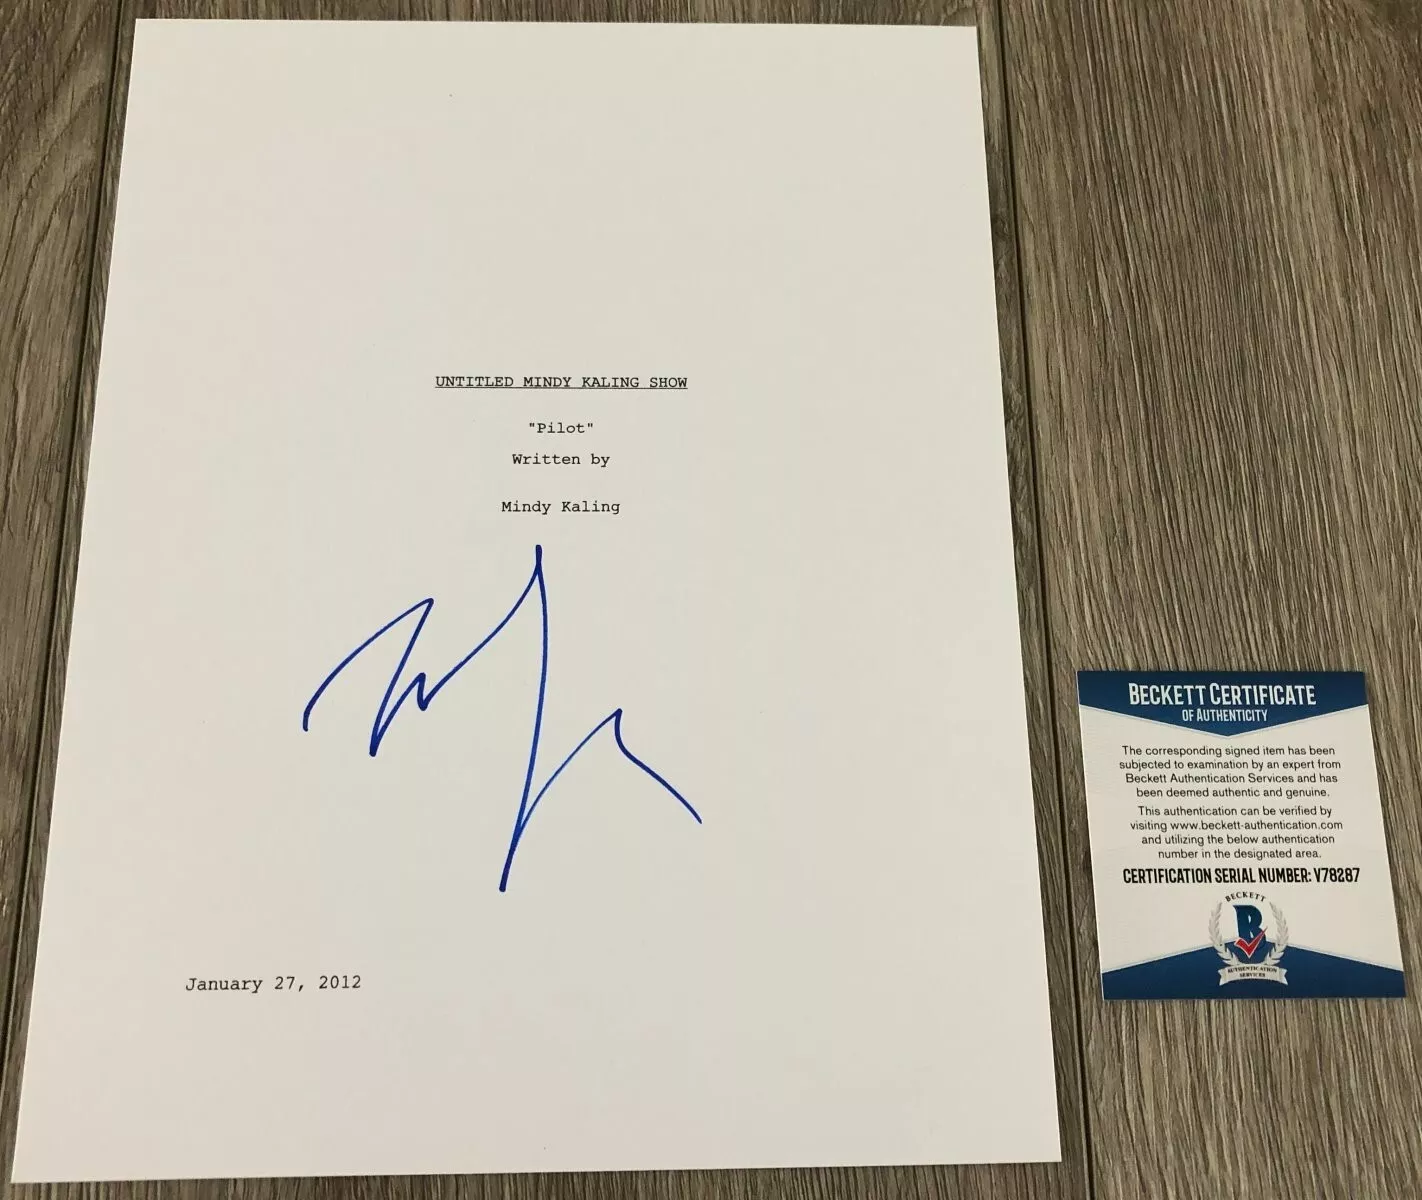 UNTITLED MINDY KALING SHOW
"Pilot"
Written by
Mindy Kaling
January 27, 2012
BECKETT CERTIFICATE
OF AUTHENTICITY
The corresponding signed item has been
subjected to examination by an expert from
Beckett Authentication Services and has
been deemed authentic and genuine.
This authentication can be verified by
visiting www.beckett-authentication.com
and utilizing the below authentication
number in the designated area.
CERTIFICATION SERIAL NUMBER: V78287
BECKETT
B
AUTHENTICATION
SERVICES